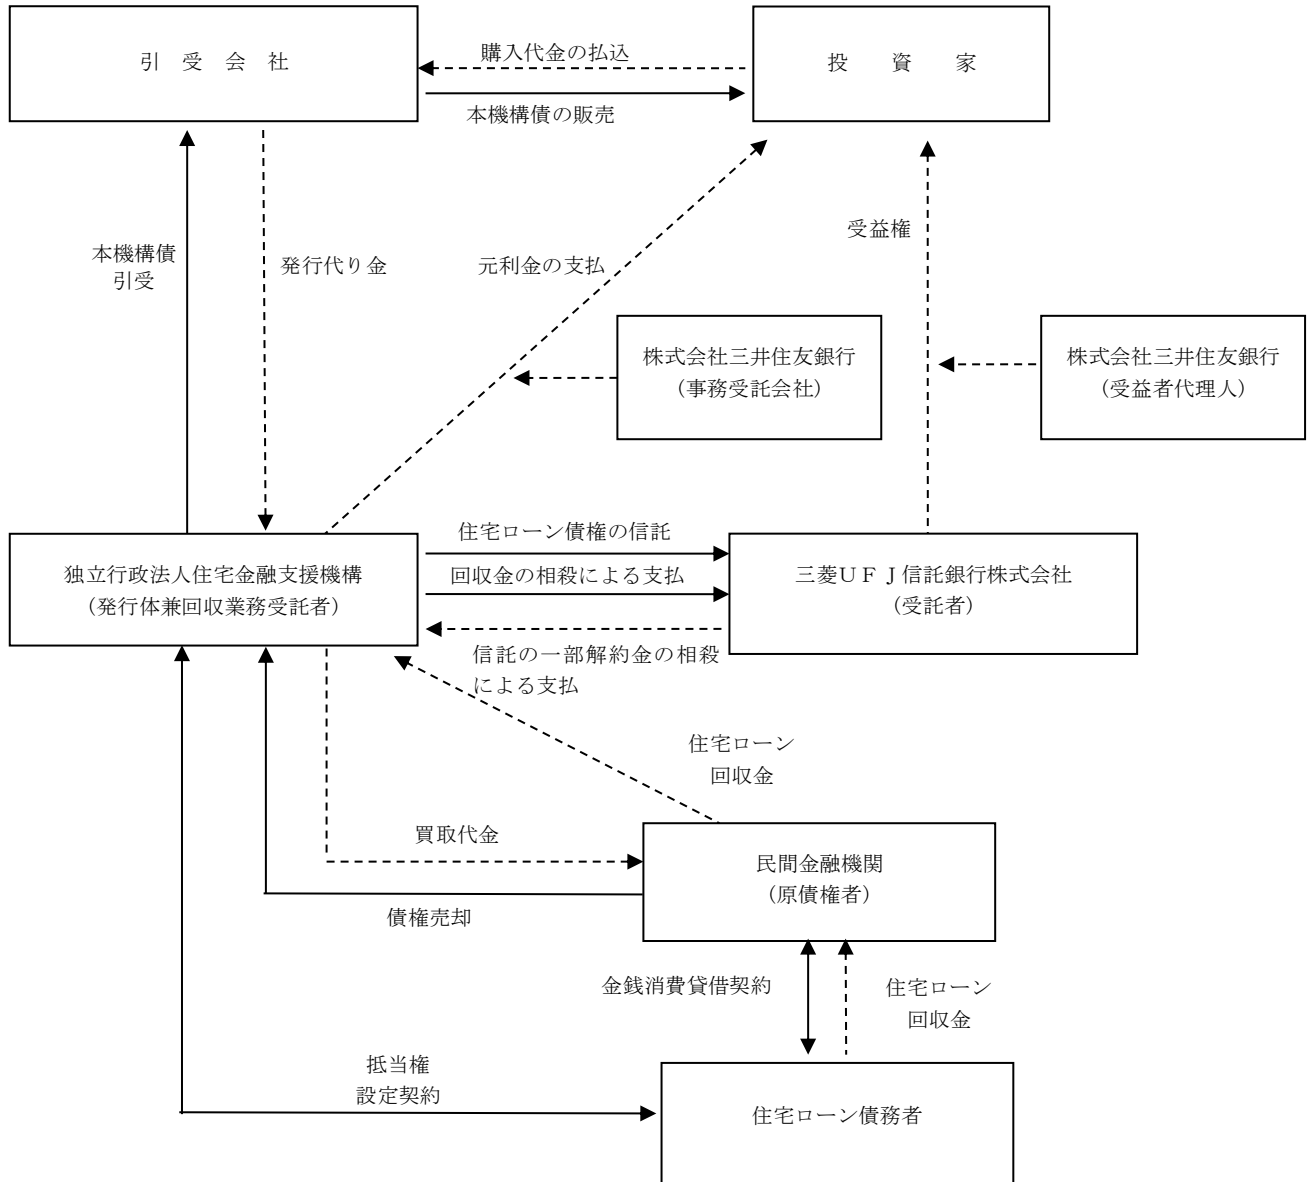 引受会社
購入代金の払込
投資家
本機構債の販売
受益権
本機構債
引受
発行代り金
元利金の支払
株式会社三井住友銀行
（事務受託会社）
株式会社三井住友銀行
（受益者代理人）
住宅ローン債権の信託
独立行政法人住宅金融支援機構
（発行体兼回収業務受託者）
回収金の相殺による支払
三菱ＵＦＪ信託銀行株式会社
（受託者）
信託の一部解約金の相殺
による支払
住宅ローン
回収金
買取代金
民間金融機関
（原債権者）
債権売却
金銭消費貸借契約
住宅ローン
回収金
抵当権
設定契約
住宅ローン債務者